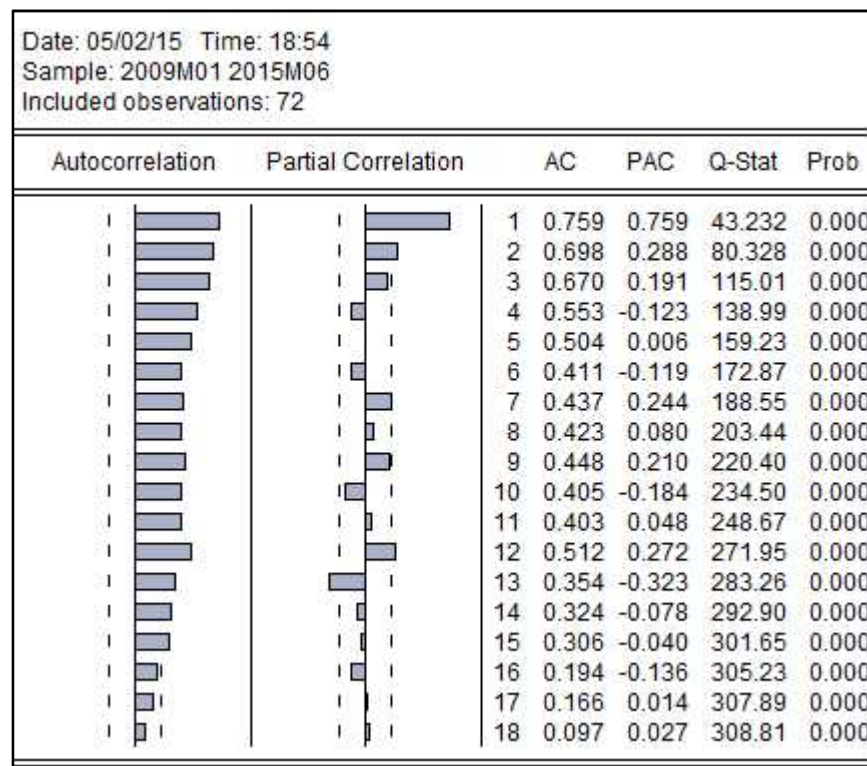 Date: 05/02/15 Time: 18:54
Sample: 2009M01 2015M06
Included observations: 72
Autocorrelation Partial Correlation AC PAC Q-Stat Prob
1 0.759 0.759 43.232 0.000
2 0.698 0.288 80.328 0.000
3 0.670 0.191 115.01 0.000
4 0.553 -0.123 138.99 0.000
5 0.504 0.006 159.23 0.000
6 0.411 -0.119 172.87 0.000
7 0.437 0.244 188.55 0.000
8 0.423 0.080 203.44 0.000
9 0.448 0.210 220.40 0.000
10 0.405 -0.184 234.50 0.000
11 0.403 0.048 248.67 0.000
12 0.512 0.272 271.95 0.000
13 0.354 -0.323 283.26 0.000
14 0.324 -0.078 292.90 0.000
15 0.306 -0.040 301.65 0.000
16 0.194 -0.136 305.23 0.000
17 0.166 0.014 307.89 0.000
18 0.097 0.027 308.81 0.000